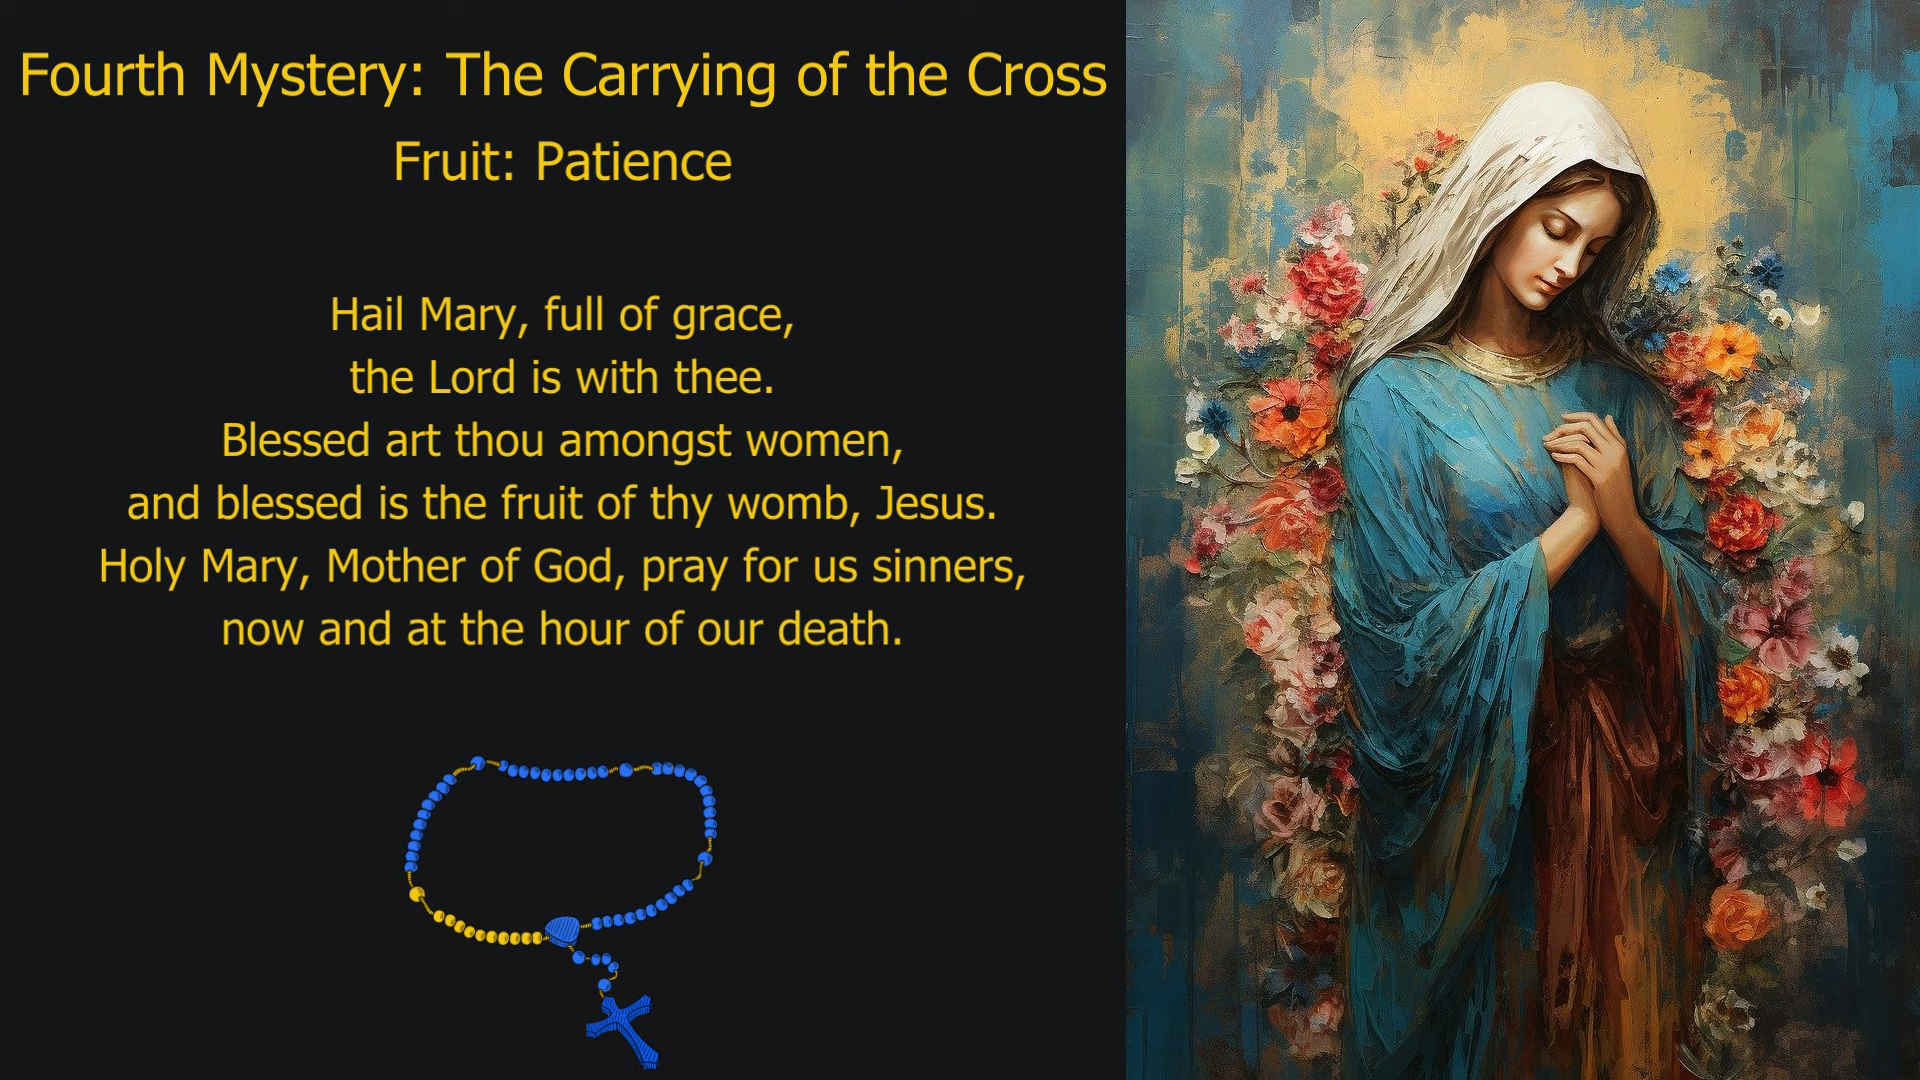 Fourth Mystery: The Carrying of the Cross
Fruit: Patience
Hail Mary, full of grace,
the Lord is with thee.
Blessed art thou amongst women,
and blessed is the fruit of thy womb, Jesus.
Holy Mary, Mother of God, pray for us sinners,
now and at the hour of our death.